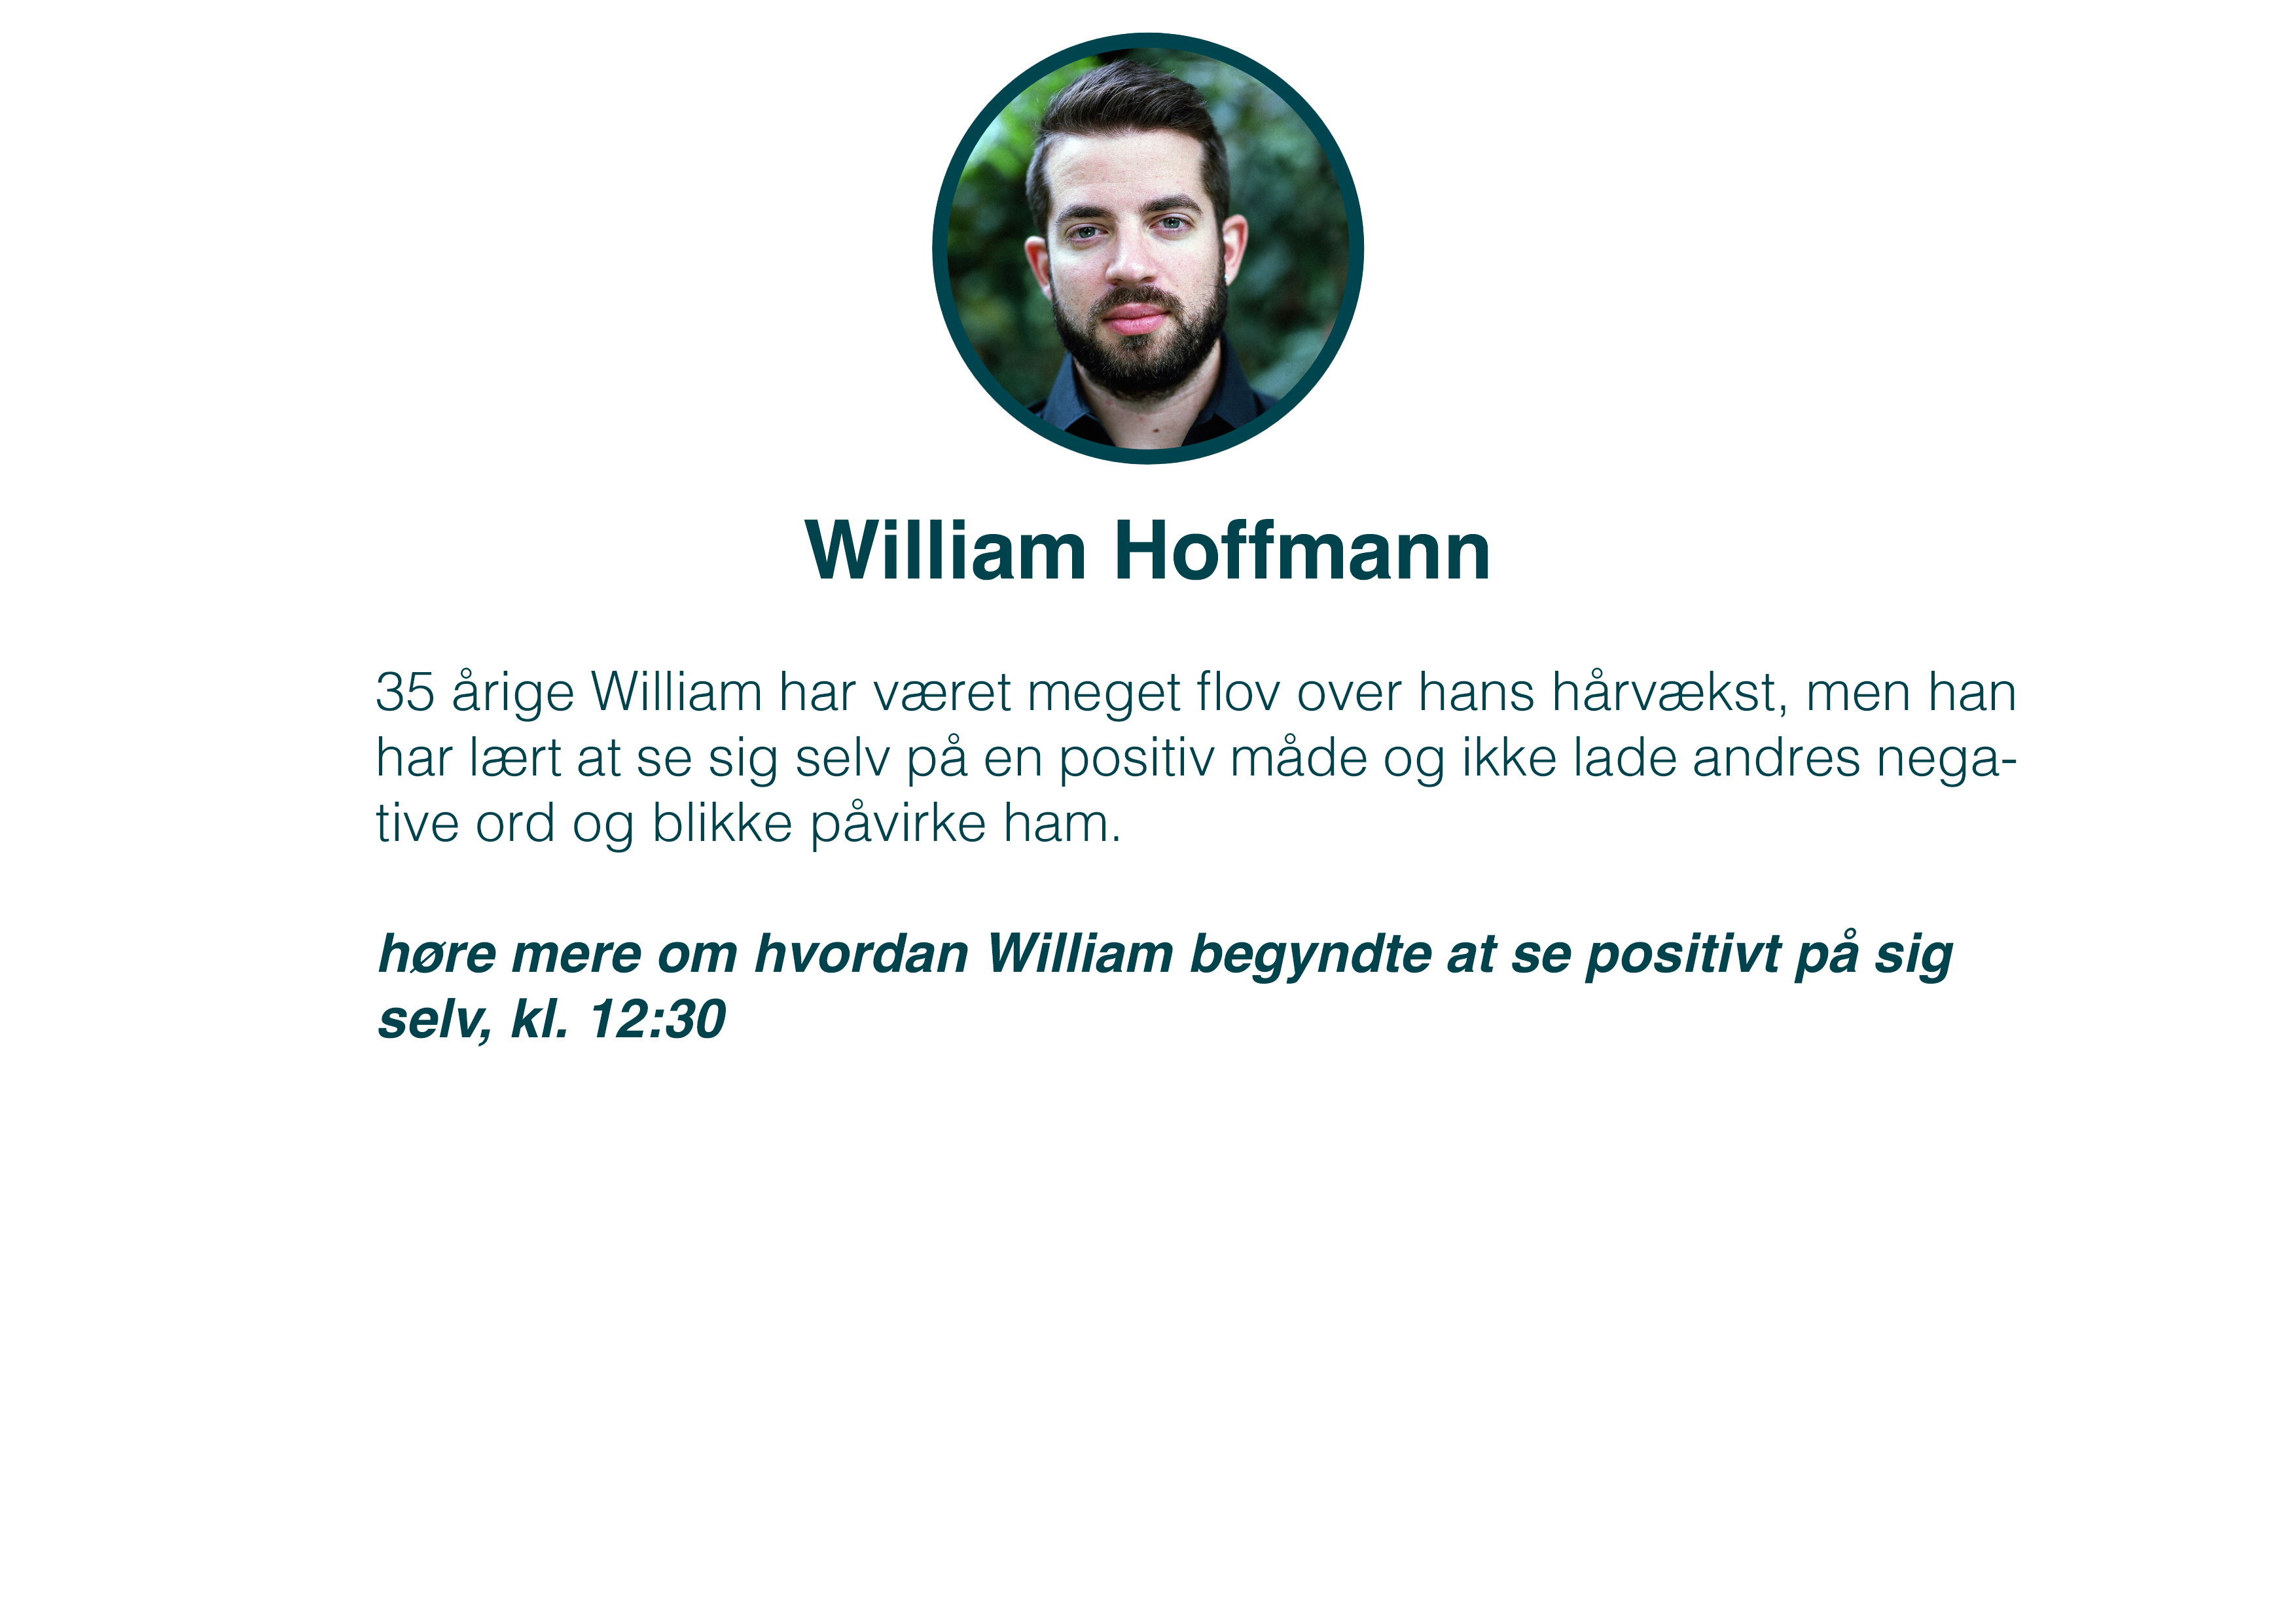 William Hoffmann
35 årige William har været meget flov over hans hårvækst, men han
har lært at se sig selv på en positiv måde og ikke lade andres nega-
tive ord og blikke påvirke ham.
høre mere om hvordan William begyndte at se positivt på sig
selv, kl. 12:30